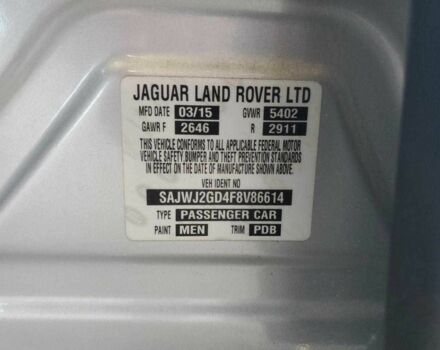 JAGUAR LAND ROVER LTD
MFD DATE 03/15 GVWR 5402
GAWR F 2646 R 2911
THIS VEHICLE CONFORMS TO ALL APPLICABLE FEDERAL MOTOR
VEHICLE SAFETY, BUMPER AND THEFT PREVENTION STANDARDS
IN EFFECT ON THE DATE OF MANUFACTURE SHOWN ABOVE.
VEH IDENT NO
SAJWJ2GD4F8V86614
TYPE PASSENGER CAR
PAINT MEN TRIM PDB